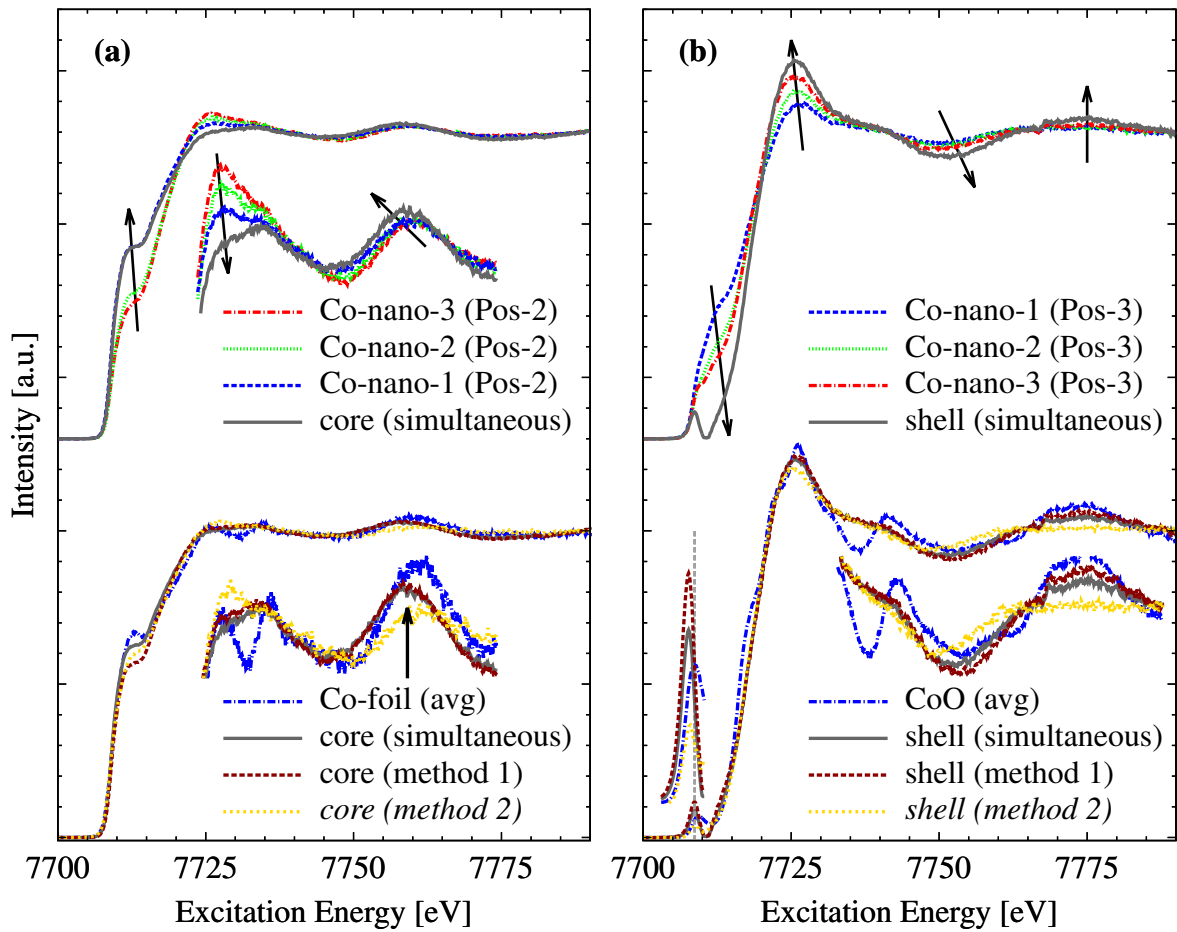 (a)
Co-nano-3 (Pos-2)
Co-nano-2 (Pos-2)
Co-nano-1 (Pos-2)
core (simultaneous)
Co-foil (avg)
core (simultaneous)
core (method 1)
core (method 2)
Intensity [a.u.]
7700 7725 7750 7775
Excitation Energy [eV]
(b)
Co-nano-1 (Pos-3)
Co-nano-2 (Pos-3)
Co-nano-3 (Pos-3)
shell (simultaneous)
CoO (avg)
shell (simultaneous)
shell (method 1)
shell (method 2)
7700 7725 7750 7775
Excitation Energy [eV]